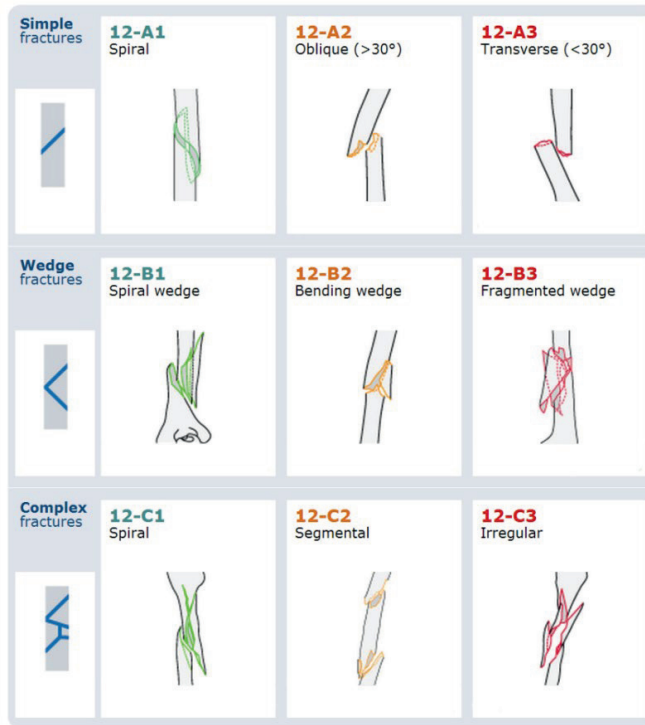 Simple
fractures
12-A1
Spiral
12-A2
Oblique (>30°)
12-A3
Transverse (<30°)
Wedge
fractures
12-B1
Spiral wedge
12-B2
Bending wedge
12-B3
Fragmented wedge
Complex
fractures
12-C1
Spiral
12-C2
Segmental
12-C3
Irregular